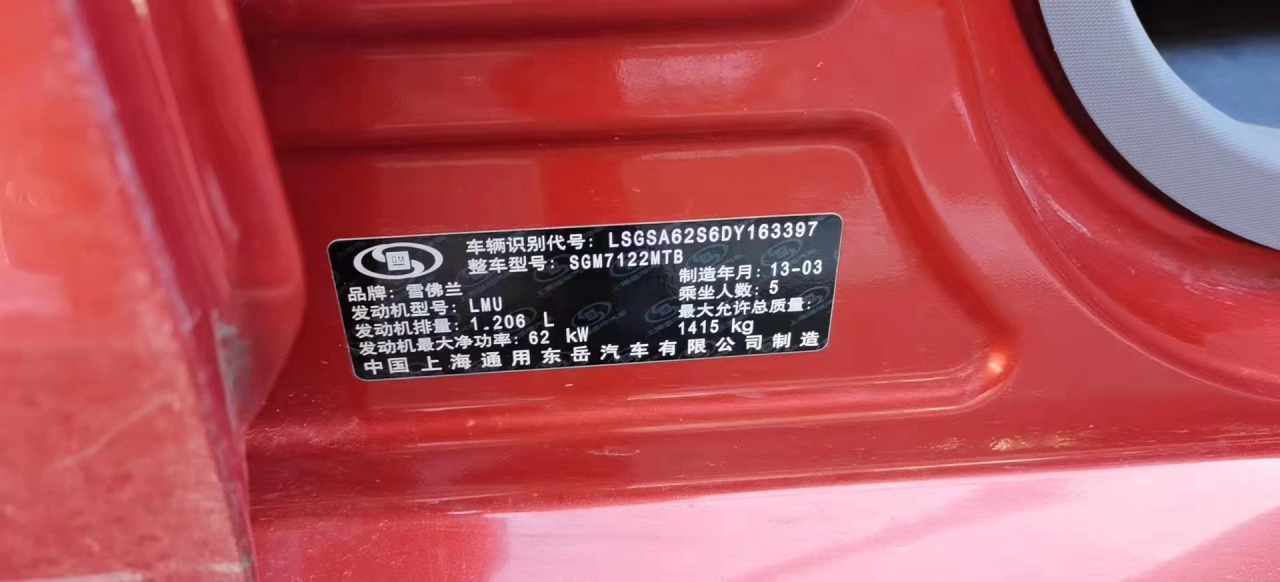 GM
车辆识别代号: LSGSA62S6DY163397
整车型号: SGM7122MTB
品牌: 雪佛兰
制造年月: 13-03
发动机型号: LMU
乘坐人数: 5
发动机排量: 1.206 L
最大允许总质量:
1415 kg
发动机最大净功率: 62 kW
中国上海通用东岳汽车有限公司制造